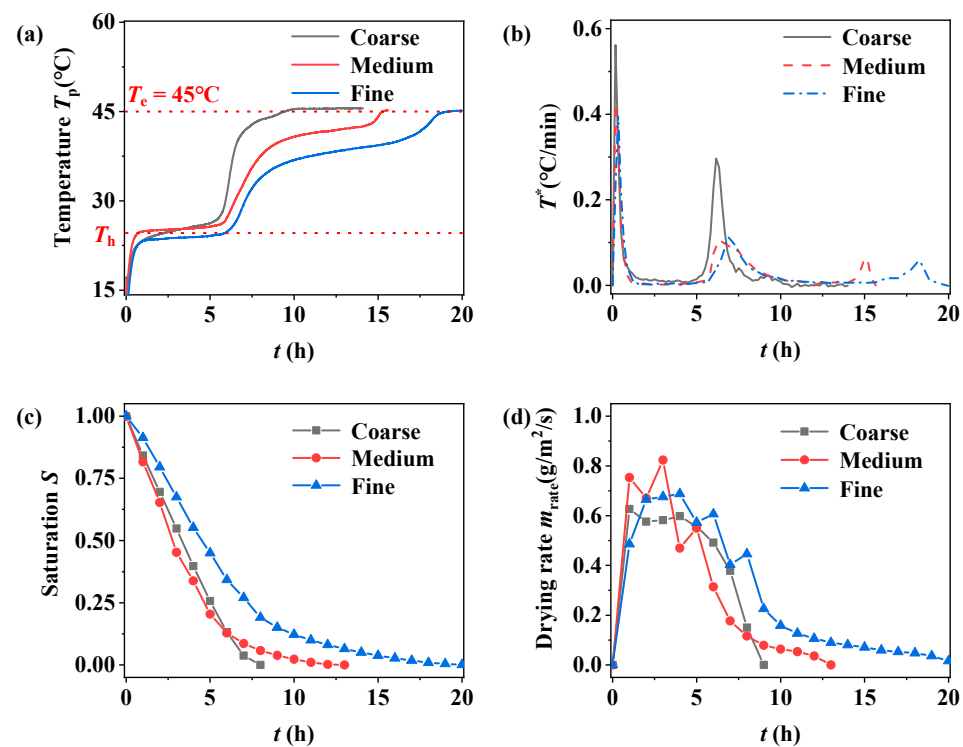 (a)
Temperature Tp(°C)
60
45
30
15
Te = 45°C
Th
Coarse
Medium
Fine
0 5 10 15 20
t (h)
(b)
T*(°C/min)
0.6
0.4
0.2
0.0
Coarse
Medium
Fine
0 5 10 15 20
t (h)
(c)
Saturation S
1.00
0.75
0.50
0.25
0.00
Coarse
Medium
Fine
0 5 10 15 20
t (h)
(d)
Drying rate mrate(g/m²/s)
1.0
0.8
0.6
0.4
0.2
0.0
Coarse
Medium
Fine
0 5 10 15 20
t (h)